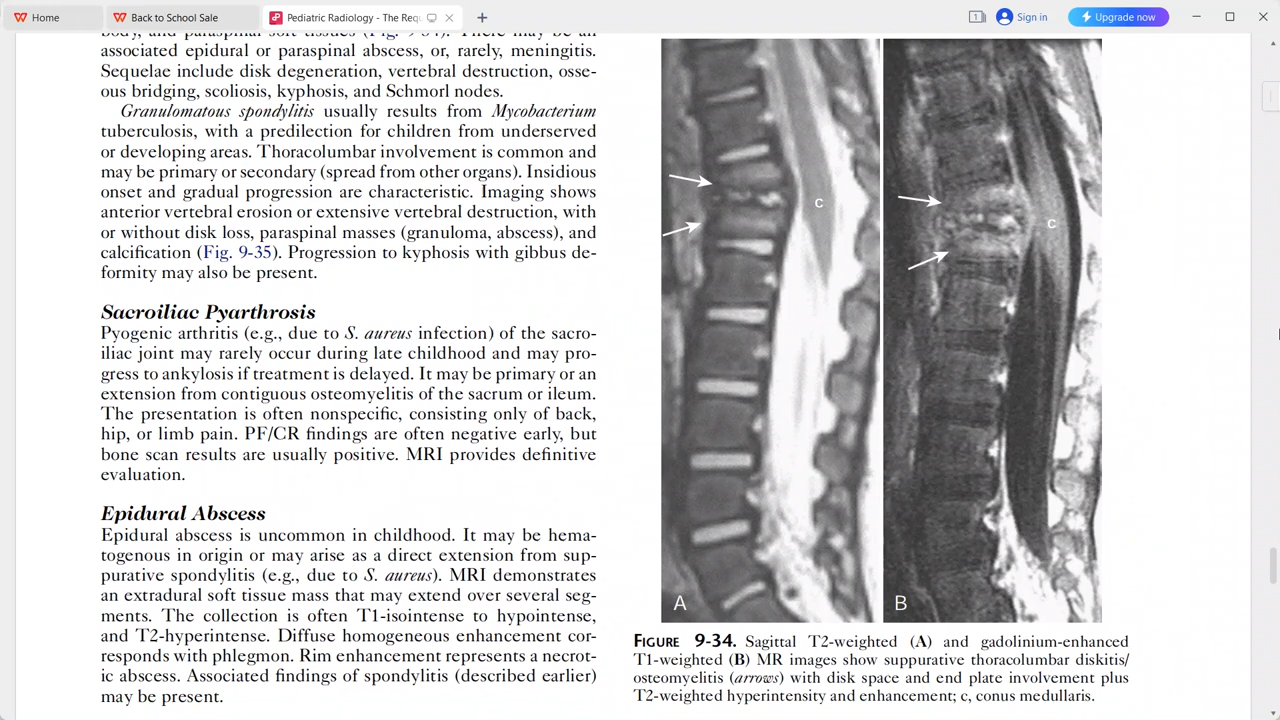 Home
Back to School Sale
Pediatric Radiology - The Req
1
Sign in
Upgrade now
associated epidural or paraspinal abscess, or, rarely, meningitis.
Sequelae include disk degeneration, vertebral destruction, osse-
ous bridging, scoliosis, kyphosis, and Schmorl nodes.
Granulomatous spondylitis usually results from Mycobacterium
tuberculosis, with a predilection for children from underserved
or developing areas. Thoracolumbar involvement is common and
may be primary or secondary (spread from other organs). Insidious
onset and gradual progression are characteristic. Imaging shows
anterior vertebral erosion or extensive vertebral destruction, with
or without disk loss, paraspinal masses (granuloma, abscess), and
calcification (Fig. 9-35). Progression to kyphosis with gibbus de-
formity may also be present.
Sacroiliac Pyarthrosis
Pyogenic arthritis (e.g., due to S. aureus infection) of the sacro-
iliac joint may rarely occur during late childhood and may pro-
gress to ankylosis if treatment is delayed. It may be primary or an
extension from contiguous osteomyelitis of the sacrum or ileum.
The presentation is often nonspecific, consisting only of back,
hip, or limb pain. PF/CR findings are often negative early, but
bone scan results are usually positive. MRI provides definitive
evaluation.
Epidural Abscess
Epidural abscess is uncommon in childhood. It may be hema-
togenous in origin or may arise as a direct extension from sup-
purative spondylitis (e.g., due to S. aureus). MRI demonstrates
an extradural soft tissue mass that may extend over several seg-
ments. The collection is often T1-isointense to hypointense,
and T2-hyperintense. Diffuse homogeneous enhancement cor-
responds with phlegmon. Rim enhancement represents a necrot-
ic abscess. Associated findings of spondylitis (described earlier)
may be present.
c
c
A
B
FIGURE 9-34. Sagittal T2-weighted (A) and gadolinium-enhanced
T1-weighted (B) MR images show suppurative thoracolumbar diskitis/
osteomyelitis (arrows) with disk space and end plate involvement plus
T2-weighted hyperintensity and enhancement; c, conus medullaris.